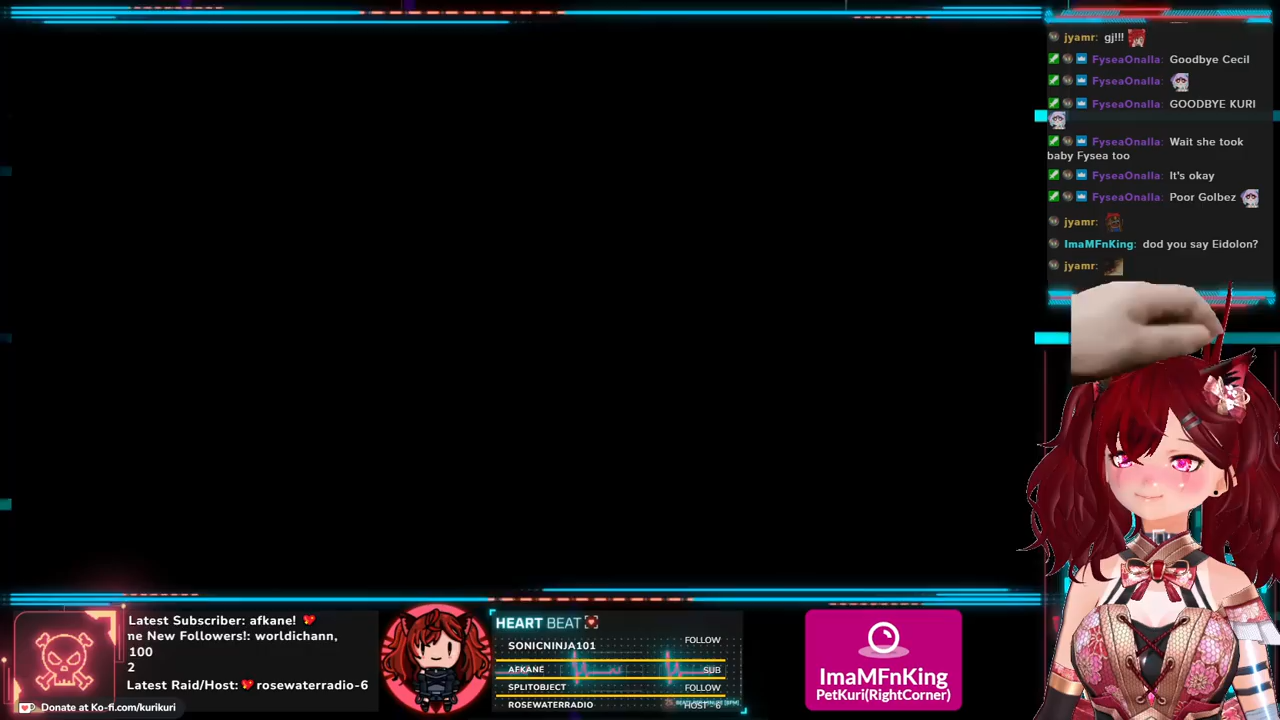 jyamr: gj!!!
FyseaOnalla: Goodbye Cecil
FyseaOnalla:
FyseaOnalla: GOODBYE KURI
FyseaOnalla: Wait she took
baby Fysea too
FyseaOnalla: It's okay
FyseaOnalla: Poor Golbez
jyamr:
ImaMFnKing: dod you say Eidolon?
jyamr:
Latest Subscriber: afkane!
me New Followers!: worldichann,
100
2
Latest Raid/Host: rosewaterradio-6
Donate at Ko-fi.com/kurikuri
HEART BEAT
SONICNINJA101 FOLLOW
AFKANE SUB
SPLITOBJECT FOLLOW
ROSEWATERRADIO HOST - 6
ImaMFnKing
PetKuri(RightCorner)